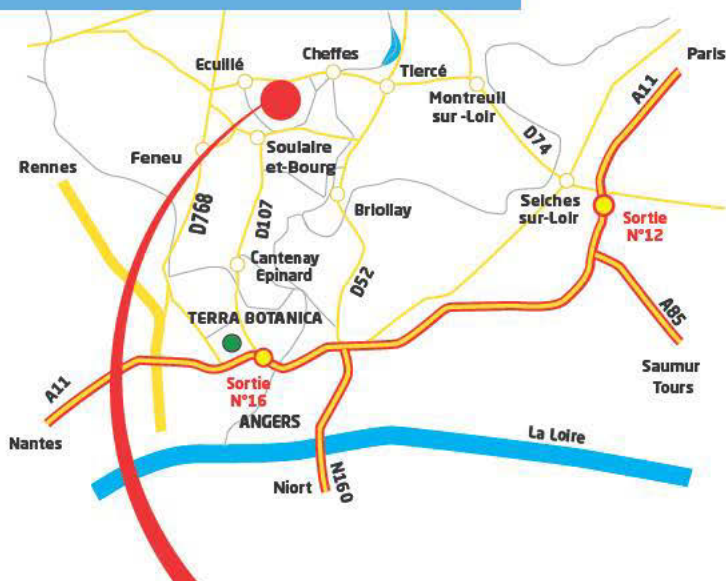 Paris
Cheffes
Ecuillé
Tiercé
A11
Montreuil
sur-Loir
D74
Feneu
Soulaire
et-Bourg
Rennes
Seiches
sur-Loir
Briollay
D768
D107
Sortie
N°12
Cantenay
Épinard
D52
TERRA BOTANICA
A85
Saumur
Tours
A11
Sortie
N°16
ANGERS
Nantes
La Loire
Niort
N160